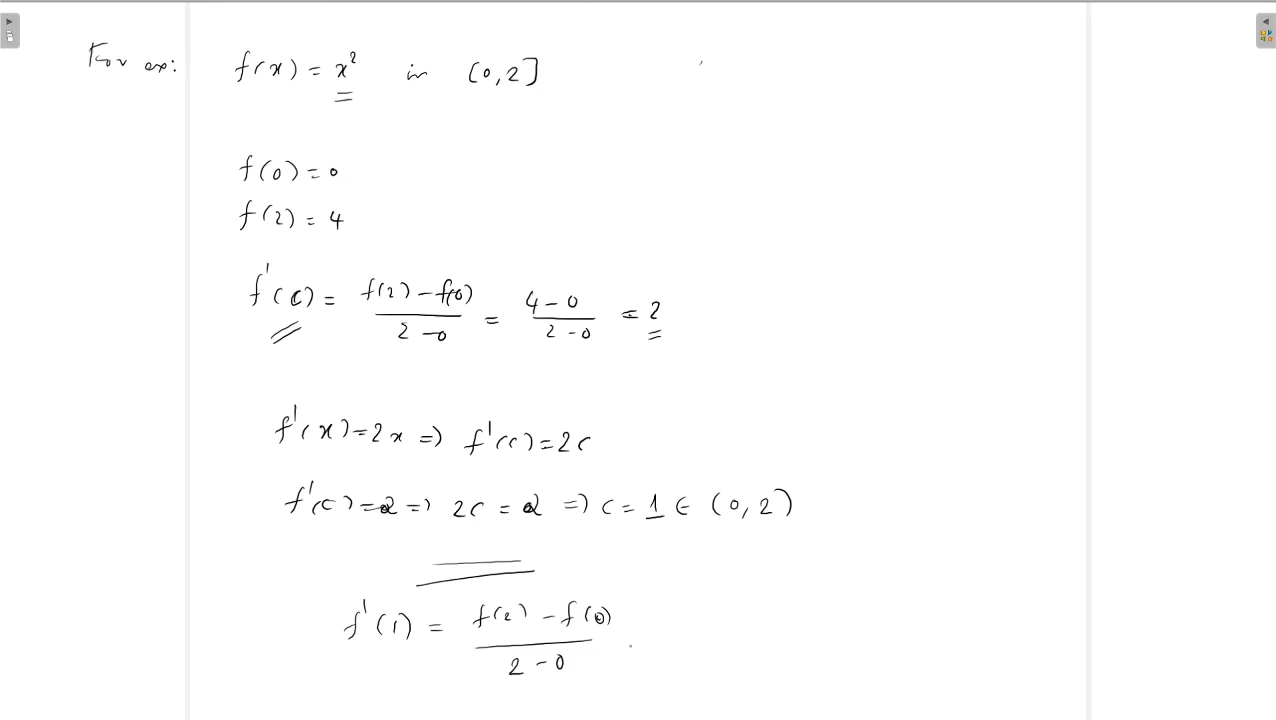 For ex: f(x) = x² in [0,2]
f(0) = 0
f(2) = 4
f'(c) = f(2) - f(0) / 2 - 0 = 4 - 0 / 2 - 0 = 2
f'(x) = 2x => f'(c) = 2c
f'(c) = 2 => 2c = 2 => c = 1 ∈ (0,2)
f'(1) = f(2) - f(0) / 2 - 0